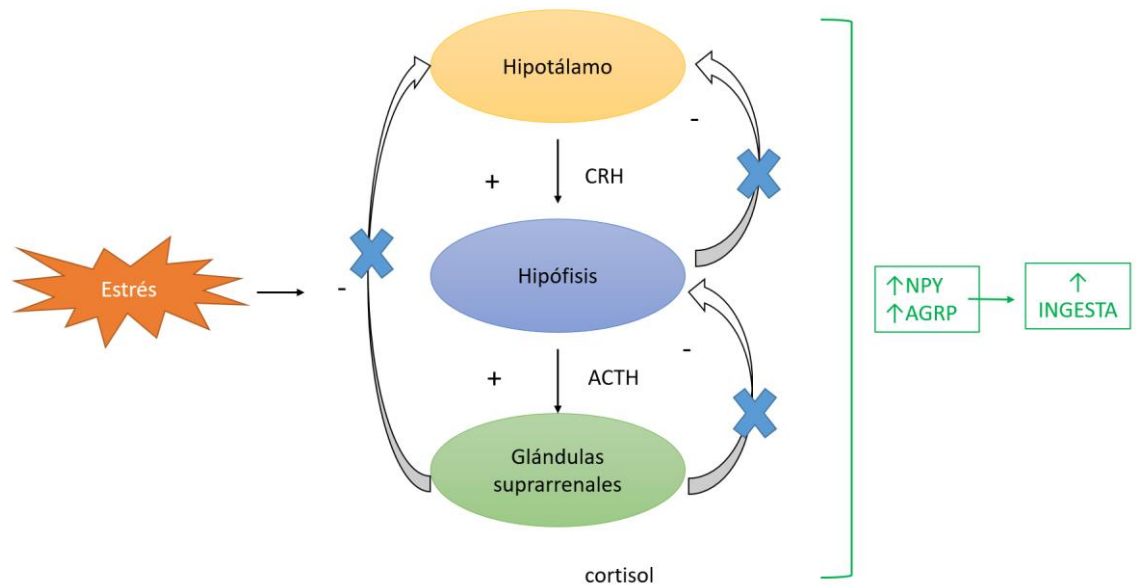 Hipotálamo
-
+
CRH
Estrés
-
Hipófisis
↑NPY
↑AGRP
↑
INGESTA
-
+
ACTH
Glándulas
suprarrenales
cortisol